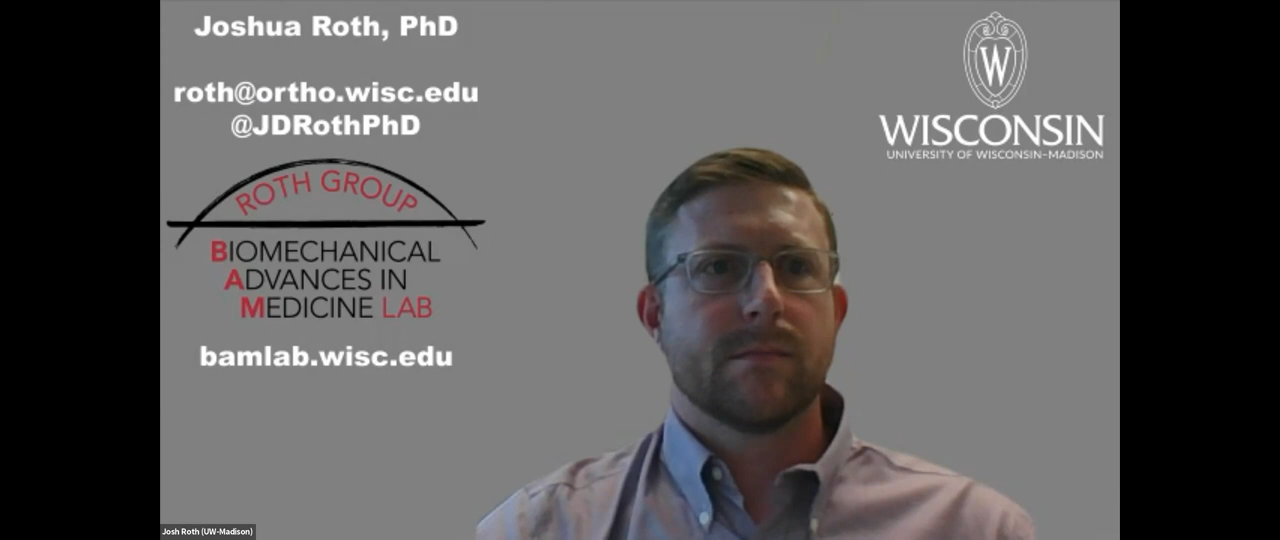 Joshua Roth, PhD
roth@ortho.wisc.edu
@JDRothPhD
ROTH GROUP
BIOMECHANICAL
ADVANCES IN
MEDICINE LAB
bamlab.wisc.edu
W
WISCONSIN
UNIVERSITY OF WISCONSIN-MADISON
Josh Roth (UW-Madison)